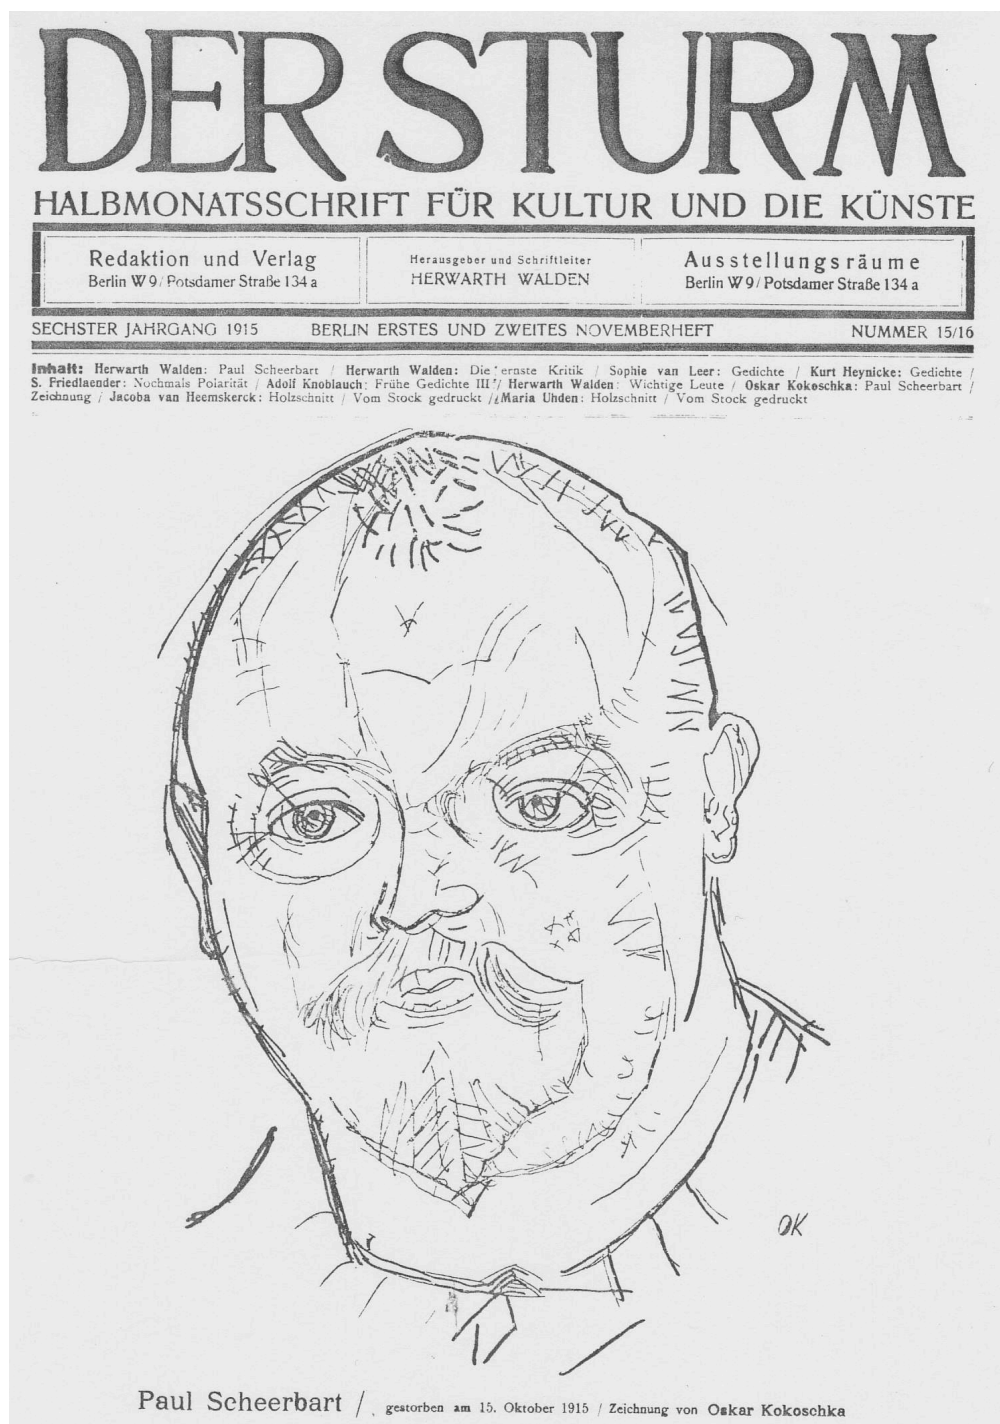 DER STURM
HALBMONATSSCHRIFT FÜR KULTUR UND DIE KÜNSTE
Redaktion und Verlag
Berlin W 9 / Potsdamer Straße 134 a
Herausgeber und Schriftleiter
HERWARTH WALDEN
Ausstellungsräume
Berlin W 9 / Potsdamer Straße 134 a
SECHSTER JAHRGANG 1915 BERLIN ERSTES UND ZWEITES NOVEMBERHEFT NUMMER 15/16
Inhalt: Herwarth Walden: Paul Scheerbart / Herwarth Walden: Die ernste Kritik / Sophie van Leer: Gedichte / Kurt Heynicke: Gedichte /
S. Friedlaender: Nochmals Polarität / Adolf Knoblauch: Frühe Gedichte III / Herwarth Walden: Wichtige Leute / Oskar Kokoschka: Paul Scheerbart /
Zeichnung / Jacoba van Heemskerck: Holzschnitt / Vom Stock gedruckt / Maria Uhden: Holzschnitt / Vom Stock gedruckt
OK
Paul Scheerbart / gestorben am 15. Oktober 1915 / Zeichnung von Oskar Kokoschka